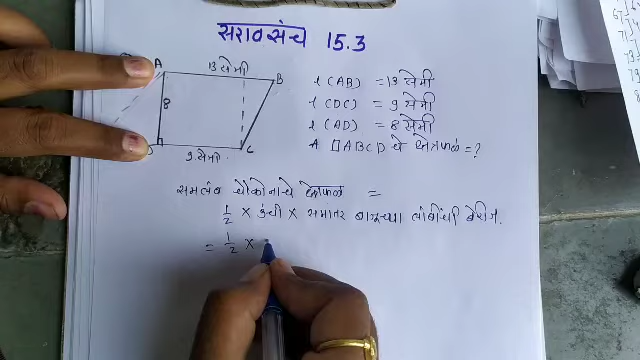 सरावसंच 15.3
A
13 सेमी
B
8
C
9 सेमी
l (AB) = 13 सेमी
l (DC) = 9 सेमी
l (AD) = 8 सेमी
A □ABCD चे क्षेत्रफळ = ?
समलंब चौकोनाचे क्षेत्रफळ =
1/2 × उंची × समांतर बाजूंच्या लांबींची बेरीज.
= 1/2 ×